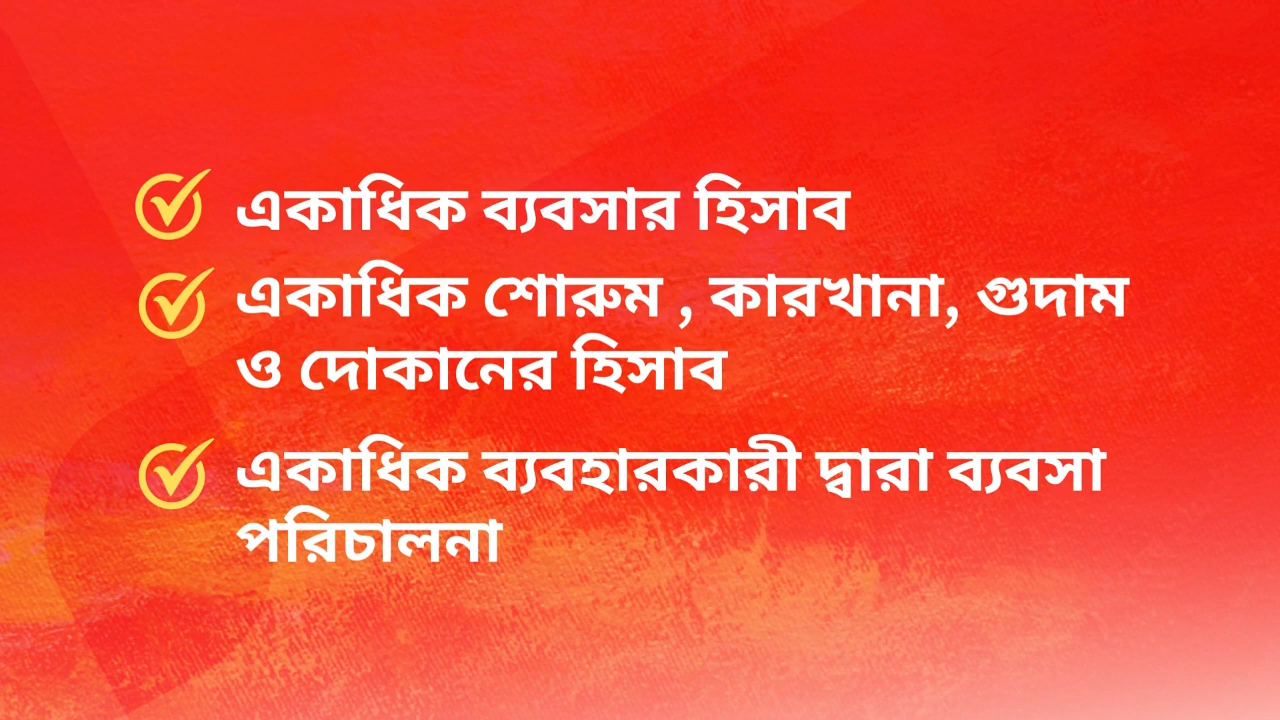 একাধিক ব্যবসার হিসাব
একাধিক শোরুম , কারখানা, গুদাম
ও দোকানের হিসাব
একাধিক ব্যবহারকারী দ্বারা ব্যবসা
পরিচালনা